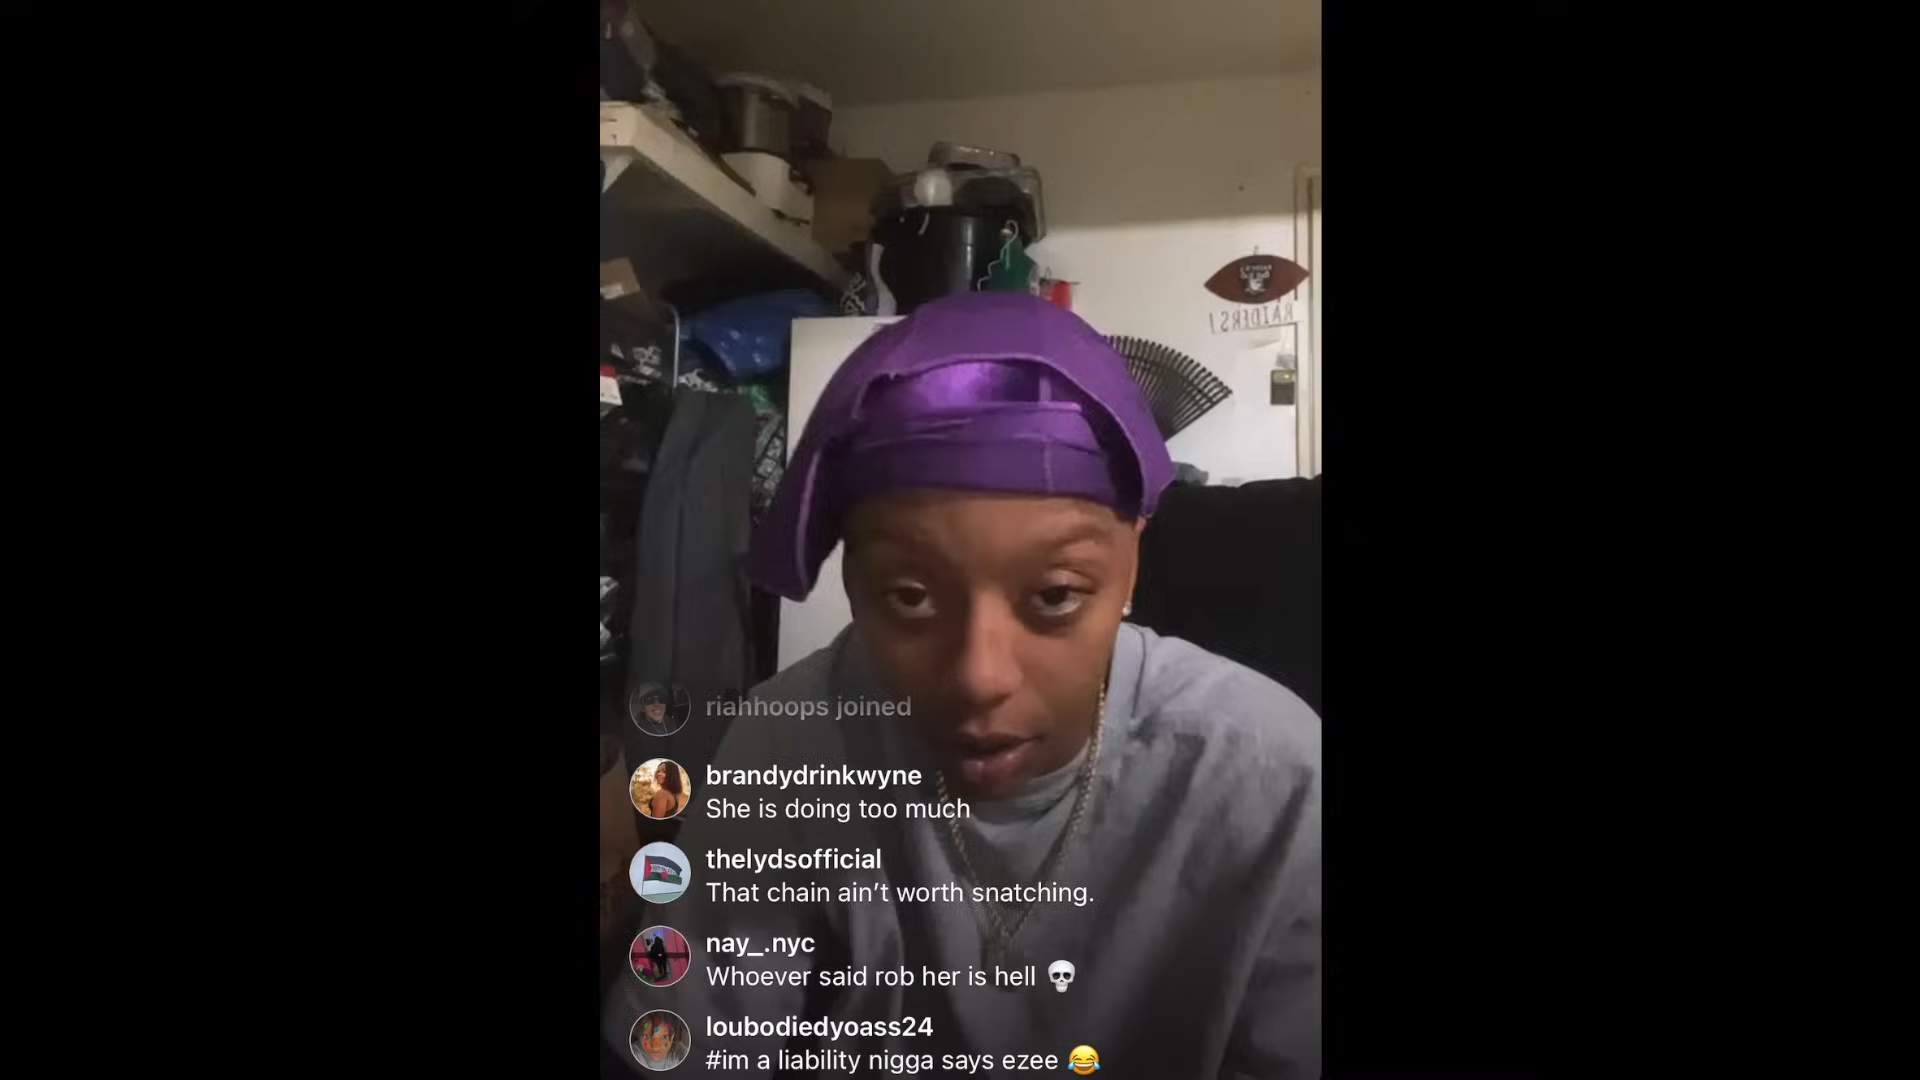 RAIDERS
riahhoops joined
brandydrinkwyne
She is doing too much
thelydsofficial
That chain ain’t worth snatching.
nay_.nyc
Whoever said rob her is hell 💀
loubodiedyoass24
#im a liability nigga says ezee 😂